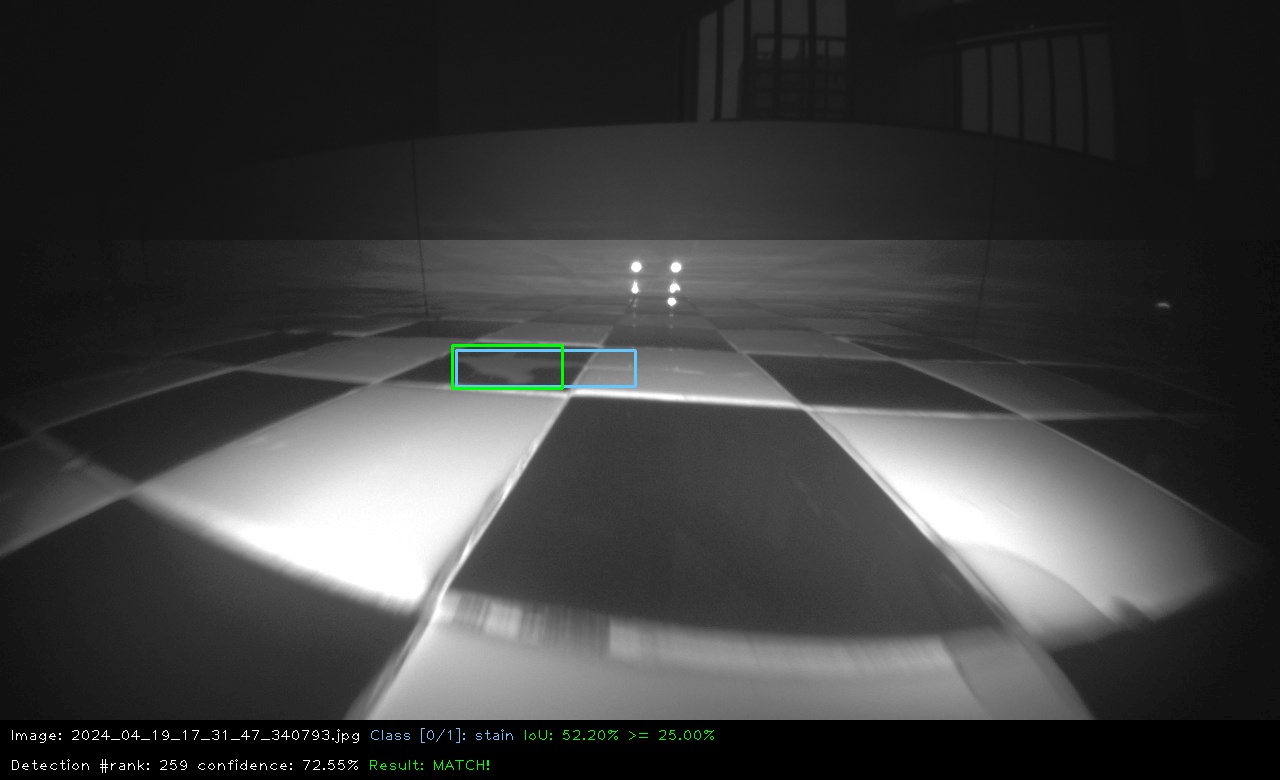 Image: 2024_04_19_17_31_47_340793.jpg Class [0/1]: stain IoU: 52.20% >= 25.00%
Detection #rank: 259 confidence: 72.55% Result: MATCH!